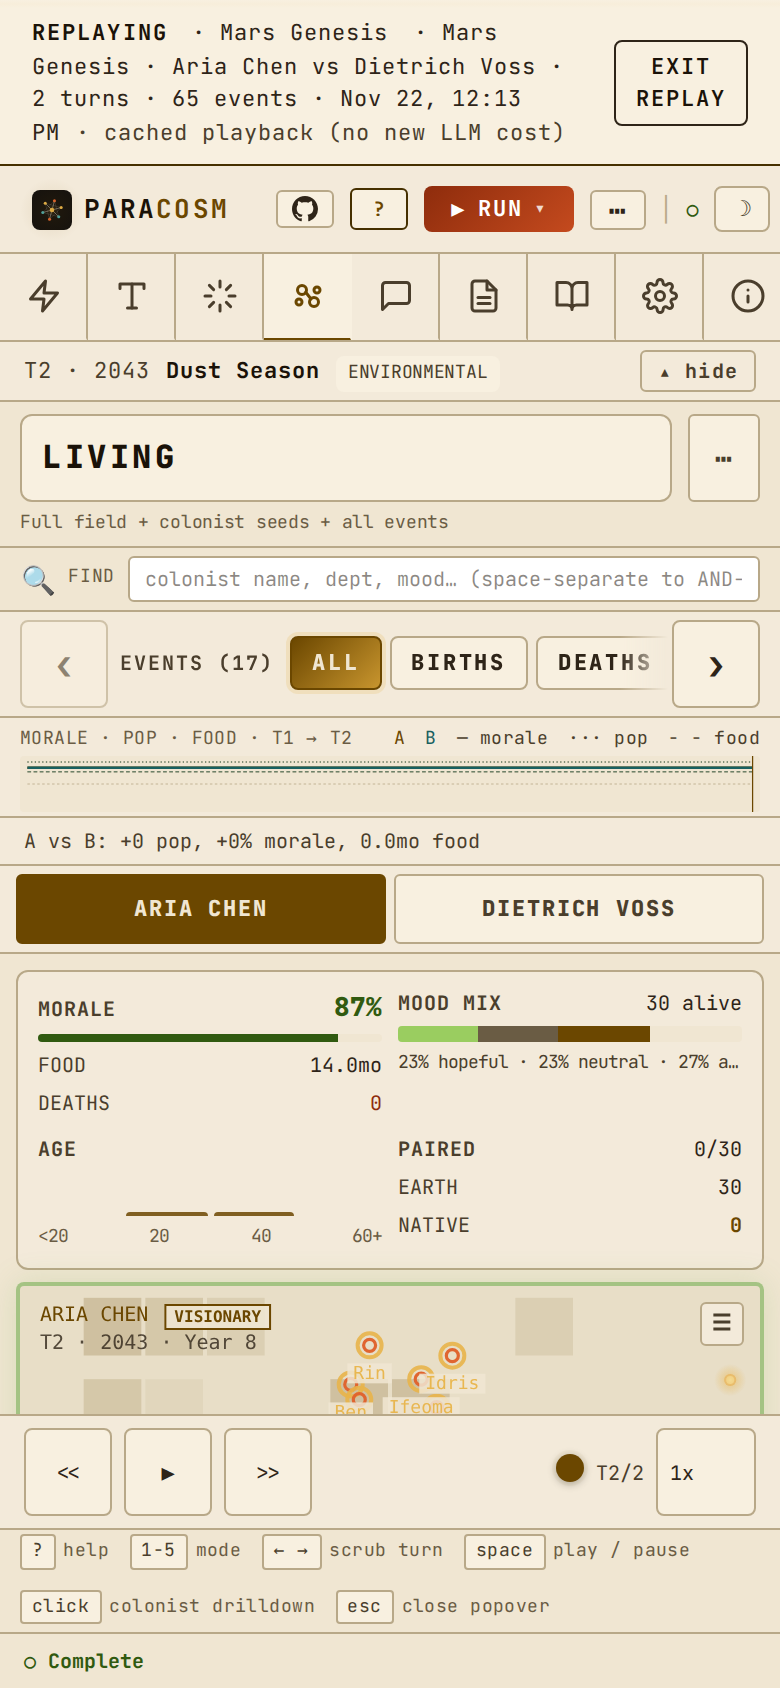 REPLAYING · Mars Genesis · Mars
Genesis · Aria Chen vs Dietrich Voss ·
2 turns · 65 events · Nov 22, 12:13
PM · cached playback (no new LLM cost)
EXIT
REPLAY
PARACOSM
?
▶ RUN ▾
…
T2 · 2043 Dust Season ENVIRONMENTAL
▴ hide
LIVING
…
Full field + colonist seeds + all events
FIND
colonist name, dept, mood… (space-separate to AND-
‹ EVENTS (17) ALL BIRTHS DEATHS ›
MORALE · POP · FOOD · T1 → T2 A B — morale ··· pop - - food
A vs B: +0 pop, +0% morale, 0.0mo food
ARIA CHEN
DIETRICH VOSS
MORALE 87%
MOOD MIX 30 alive
FOOD 14.0mo
23% hopeful · 23% neutral · 27% a…
DEATHS 0
AGE
PAIRED 0/30
EARTH 30
NATIVE 0
<20 20 40 60+
ARIA CHEN VISIONARY
T2 · 2043 · Year 8
Rin
Idris
Ben
Ifeoma
<< ▶ >> T2/2 1x
? help 1-5 mode ← → scrub turn space play / pause
click colonist drilldown esc close popover
○ Complete